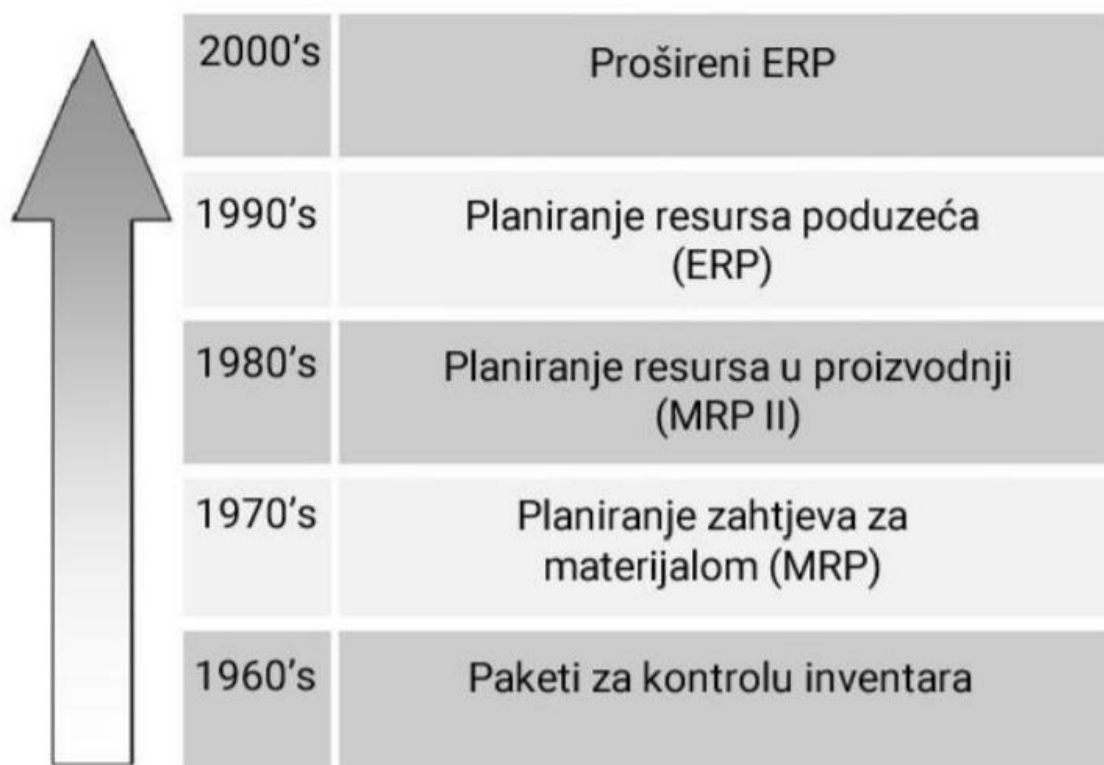 2000’s
Prošireni ERP
1990’s
Planiranje resursa poduzeća
(ERP)
1980’s
Planiranje resursa u proizvodnji
(MRP II)
1970’s
Planiranje zahtjeva za
materijalom (MRP)
1960’s
Paketi za kontrolu inventara